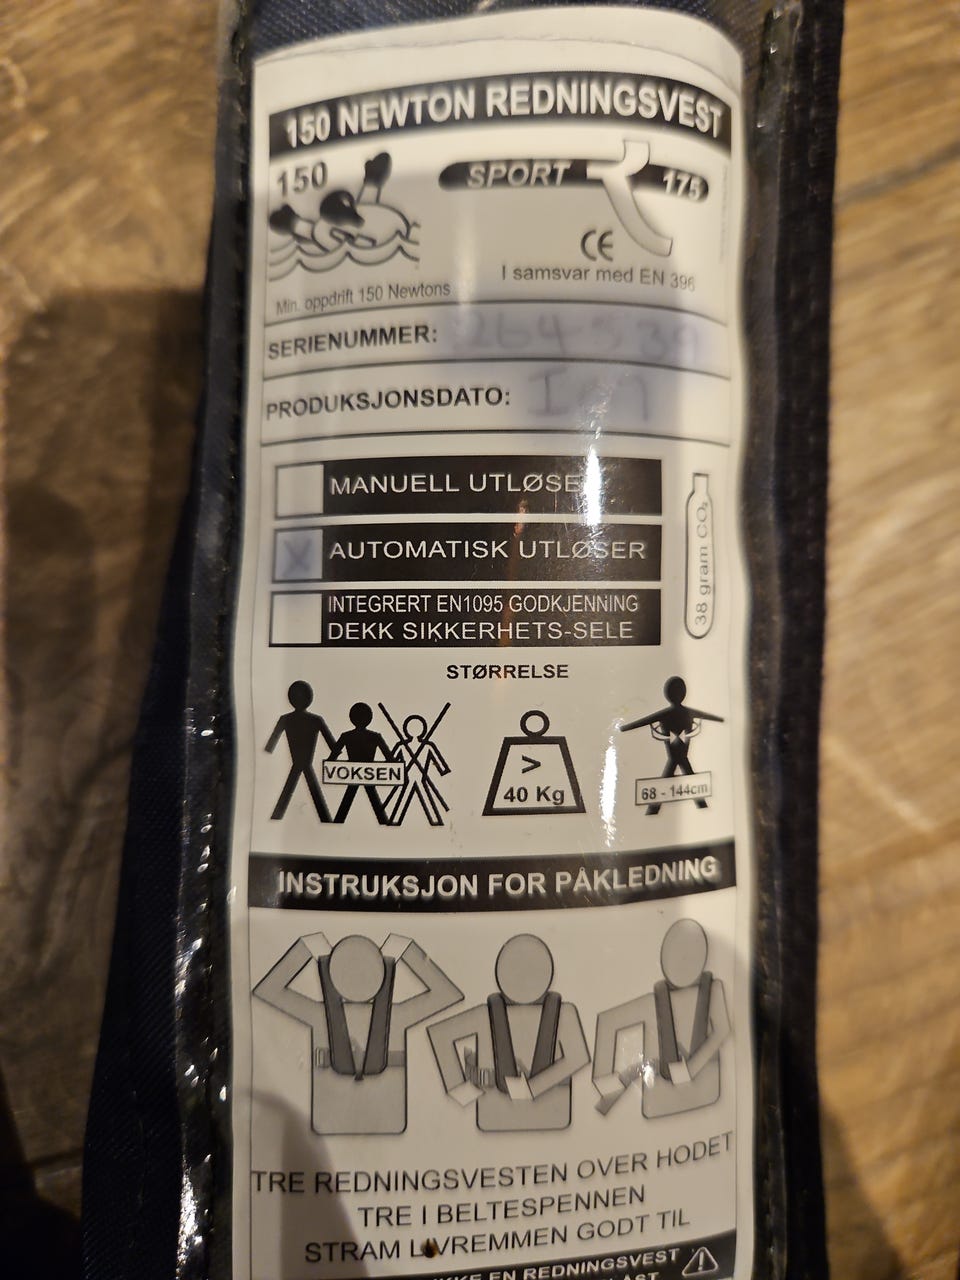 150 NEWTON REDNINGSVEST
150
SPORT 175
CE
I samsvar med EN 396
Min. oppdrift 150 Newtons
SERIENUMMER:
PRODUKSJONSDATO:
MANUELL UTLØSER
X AUTOMATISK UTLØSER
INTEGRERT EN1095 GODKJENNING
DEKK SIKKERHETS-SELE
38 gram CO₂
STØRRELSE
VOKSEN
>
40 Kg
68 - 144cm
INSTRUKSJON FOR PÅKLEDNING
TRE REDNINGSVESTEN OVER HODET
TRE I BELTESPENNEN
STRAM LIVREMMEN GODT TIL
EN REDNINGSVEST